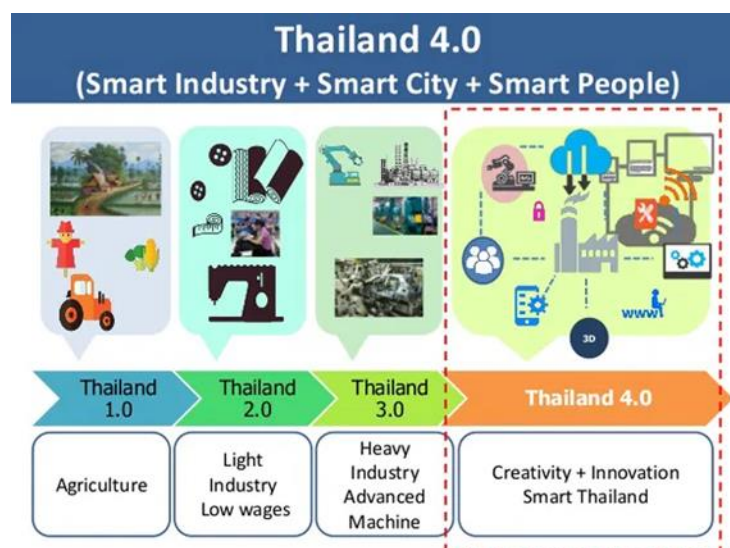 Thailand 4.0
(Smart Industry + Smart City + Smart People)
www
3D
Thailand
1.0
Thailand
2.0
Thailand
3.0
Thailand 4.0
Agriculture
Light
Industry
Low wages
Heavy
Industry
Advanced
Machine
Creativity + Innovation
Smart Thailand